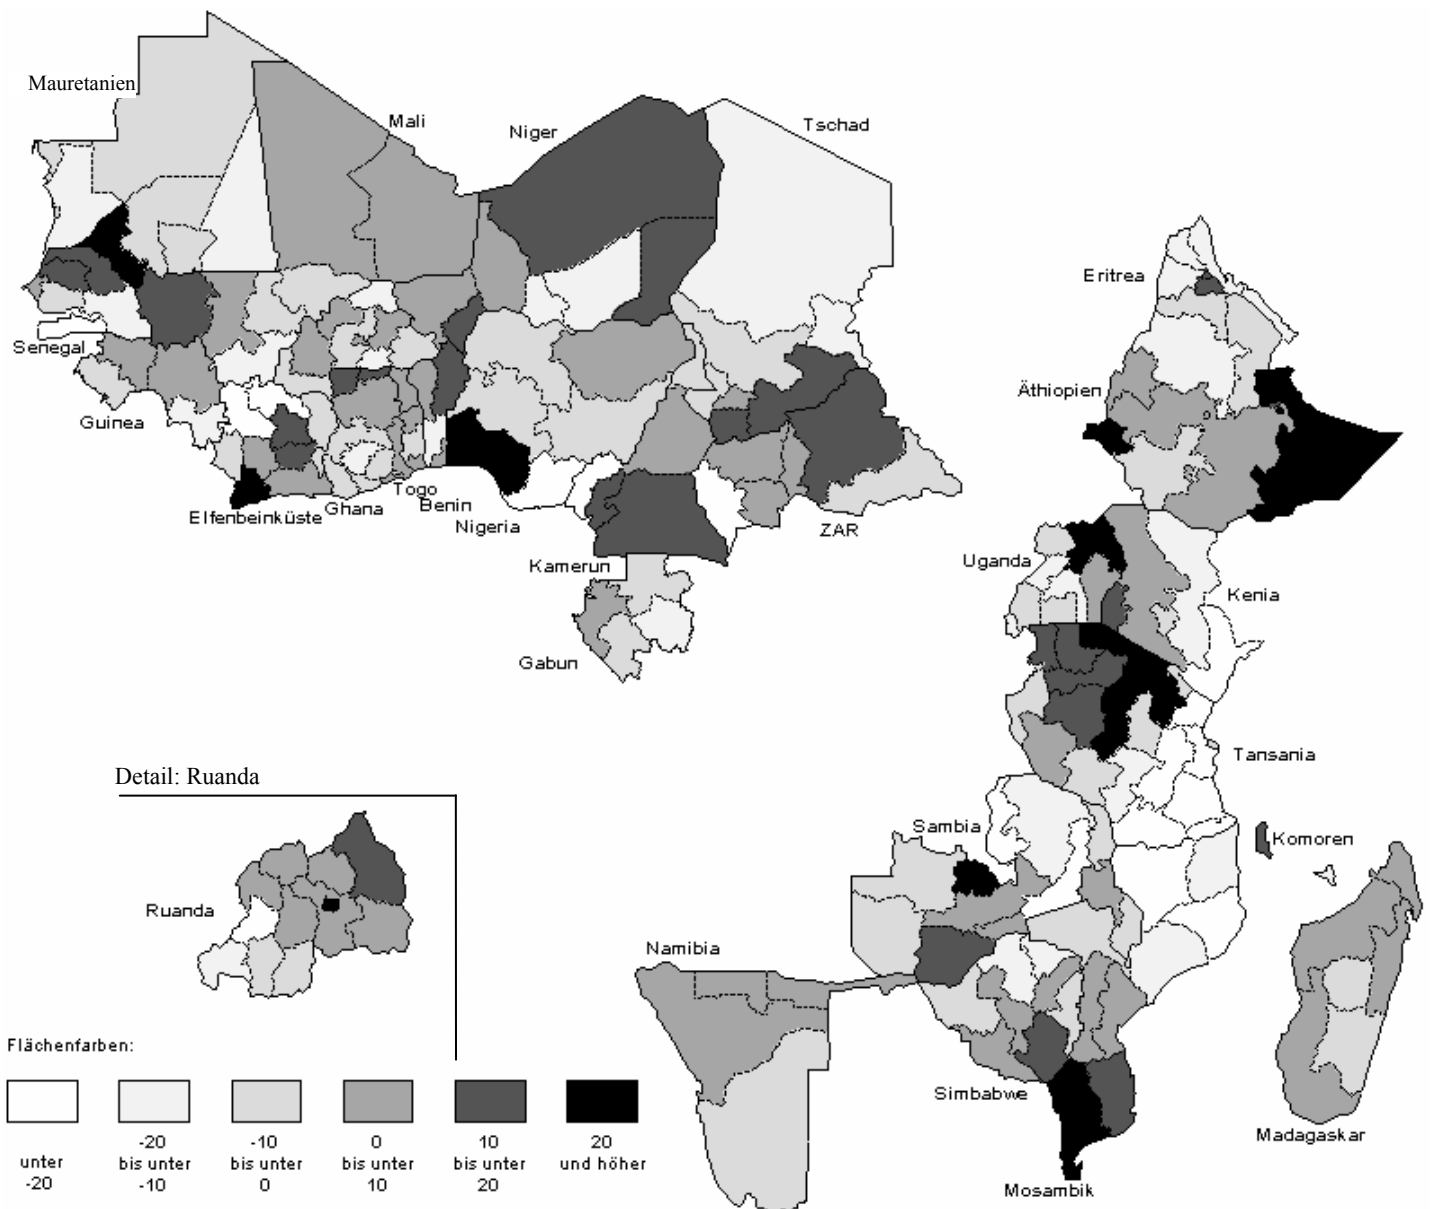 Mauretanien
Mali
Niger
Tschad
Eritrea
Senegal
Äthiopien
Guinea
Togo
Elfenbeinküste
Ghana
Benin
Nigeria
ZAR
Kamerun
Uganda
Kenia
Gabun
Tansania
Detail: Ruanda
Sambia
Komoren
Ruanda
Namibia
Flächenfarben:
Simbabwe
Madagaskar
Mosambik
unter
-20
-20
bis unter
-10
-10
bis unter
0
0
bis unter
10
10
bis unter
20
20
und höher